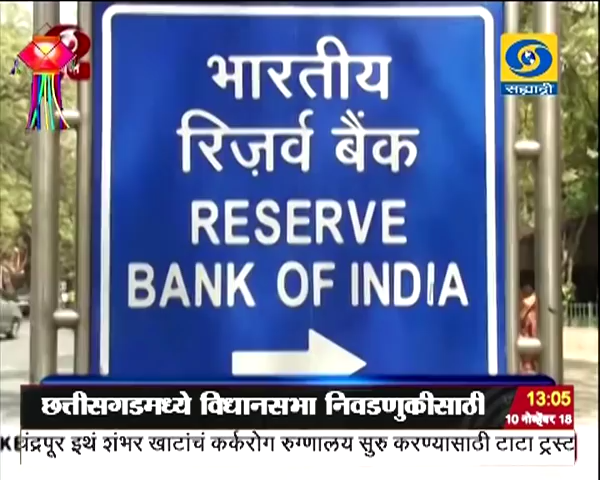 सह्याद्री
भारतीय
रिज़र्व बैंक
RESERVE
BANK OF INDIA
छत्तीसगडमध्ये विधानसभा निवडणुकीसाठी
13:05
10 नोव्हेंबर 18
चंद्रपूर इथं शंभर खाटांचं कर्करोग रुग्णालय सुरु करण्यासाठी टाटा ट्रस्ट